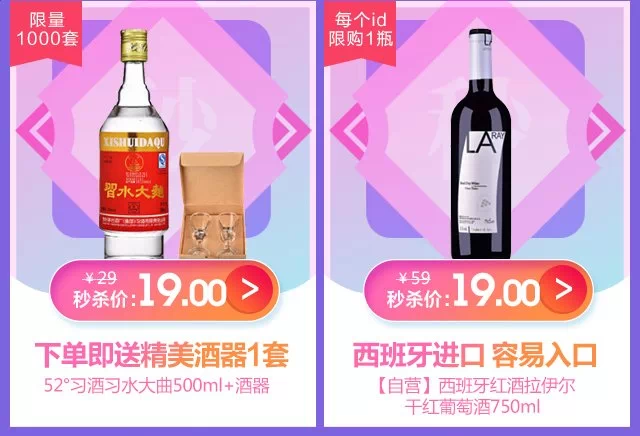 限量
1000套
XISHUIDAQU
習水大麯
¥29
秒杀价:19.00 >
下单即送精美酒器1套
52°习酒习水大曲500ml+酒器
每个id
限购1瓶
秒
LA
RAY
¥59
秒杀价:19.00 >
西班牙进口 容易入口
【自营】西班牙红酒拉伊尔
干红葡萄酒750ml